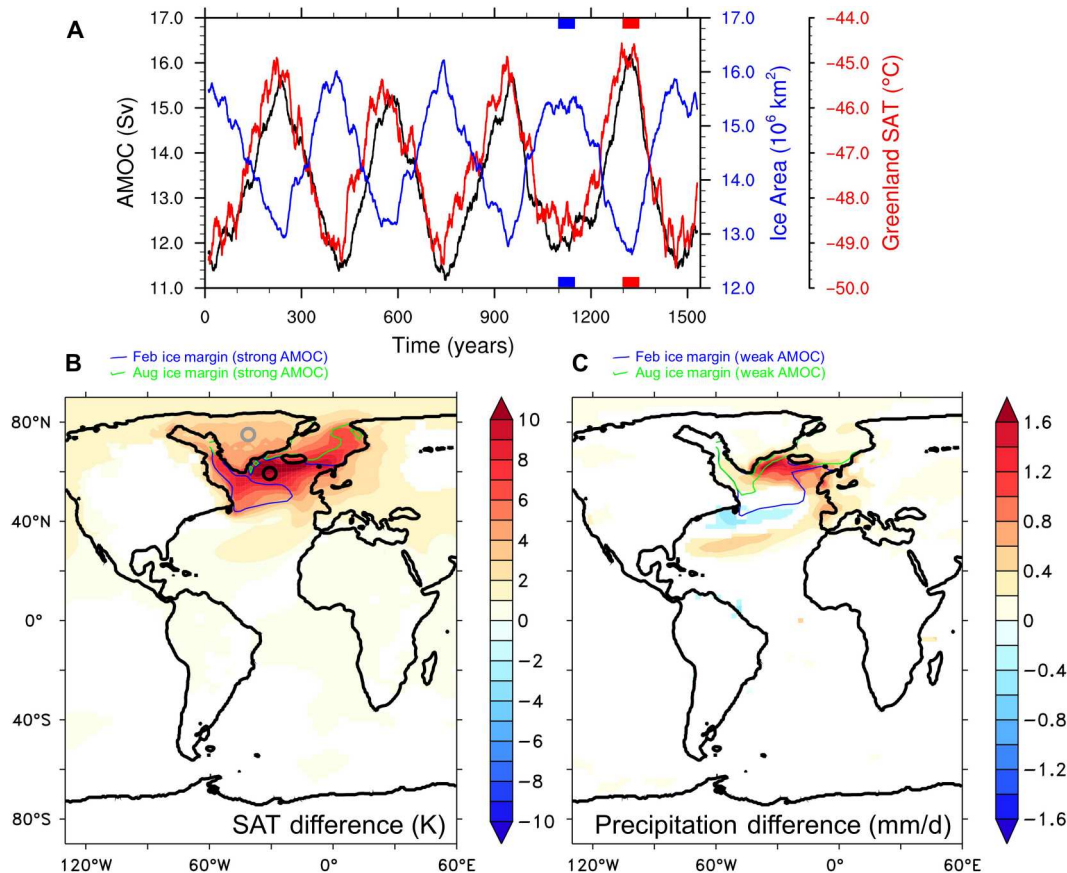 A
17.0
16.0
15.0
14.0
13.0
12.0
11.0
AMOC (Sv)
0 300 600 900 1200 1500
Time (years)
17.0
16.0
15.0
14.0
13.0
12.0
Ice Area (10⁶ km²)
−44.0
−45.0
−46.0
−47.0
−48.0
−49.0
−50.0
Greenland SAT (°C)
B
Feb ice margin (strong AMOC)
Aug ice margin (strong AMOC)
80°N
40°N
0°
40°S
80°S
120°W 60°W 0° 60°E
SAT difference (K)
10
8
6
4
2
0
−2
−4
−6
−8
−10
C
Feb ice margin (weak AMOC)
Aug ice margin (weak AMOC)
120°W 60°W 0° 60°E
Precipitation difference (mm/d)
1.6
1.2
0.8
0.4
0
−0.4
−0.8
−1.2
−1.6